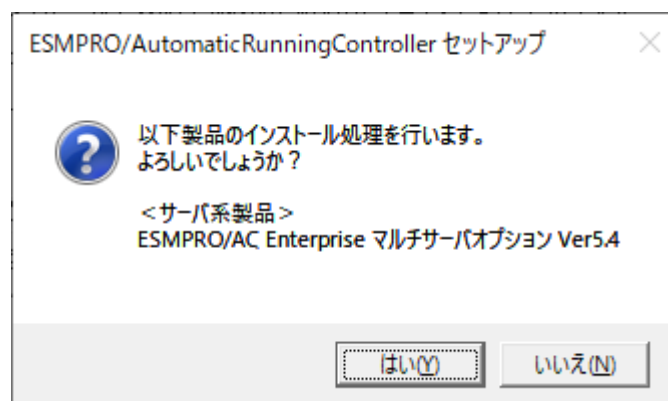 ESMPRO/AutomaticRunningController セットアップ
以下製品のインストール処理を行います。
よろしいでしょうか？
＜サーバ系製品＞
ESMPRO/AC Enterprise マルチサーバオプション Ver5.4
はい(Y)
いいえ(N)